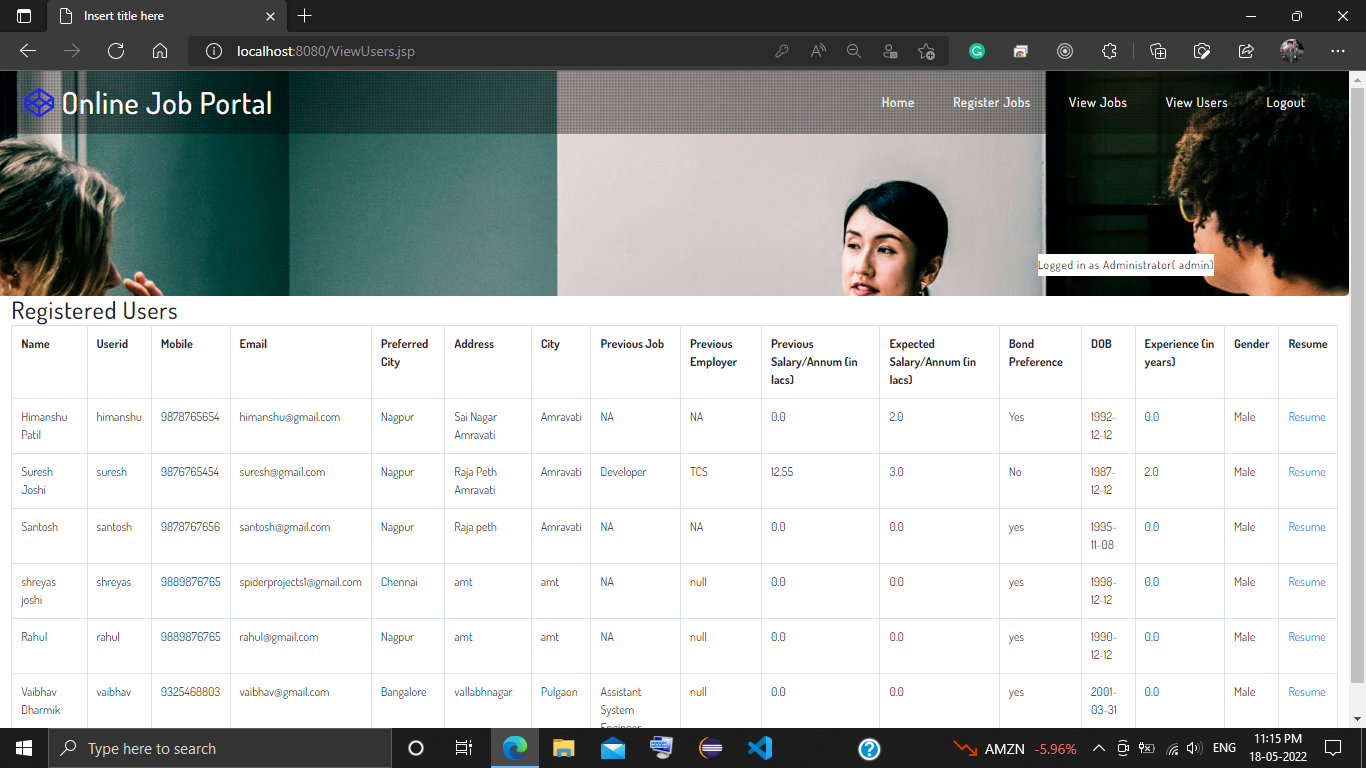 Insert title here
localhost:8080/ViewUsers.jsp
Online Job Portal Home Register Jobs View Jobs View Users Logout
Logged in as Administrator( admin)
Registered Users
Name Userid Mobile Email Preferred City Address City Previous Job Previous Employer Previous Salary/Annum (in lacs) Expected Salary/Annum (in lacs) Bond Preference DOB Experience (in years) Gender Resume
Himanshu Patil himanshu 9878765654 himanshu@gmail.com Nagpur Sai Nagar Amravati Amravati NA NA 0.0 2.0 Yes 1992-12-12 0.0 Male Resume
Suresh Joshi suresh 9876765454 suresh@gmail.com Nagpur Raja Peth Amravati Amravati Developer TCS 12.55 3.0 No 1987-12-12 2.0 Male Resume
Santosh santosh 9878767656 santosh@gmail.com Nagpur Raja peth Amravati NA NA 0.0 0.0 yes 1995-11-08 0.0 Male Resume
shreyas joshi shreyas 9889876765 spiderprojects1@gmail.com Chennai amt amt NA null 0.0 0.0 yes 1998-12-12 0.0 Male Resume
Rahul rahul 9889876765 rahul@gmail.com Nagpur amt amt NA null 0.0 0.0 yes 1990-12-12 0.0 Male Resume
Vaibhav Dharmik vaibhav 9325468803 vaibhav@gmail.com Bangalore vallabhnagar Pulgaon Assistant System Engineer null 0.0 0.0 yes 2001-03-31 0.0 Male Resume
Type here to search
AMZN -5.96%
ENG
11:15 PM
18-05-2022